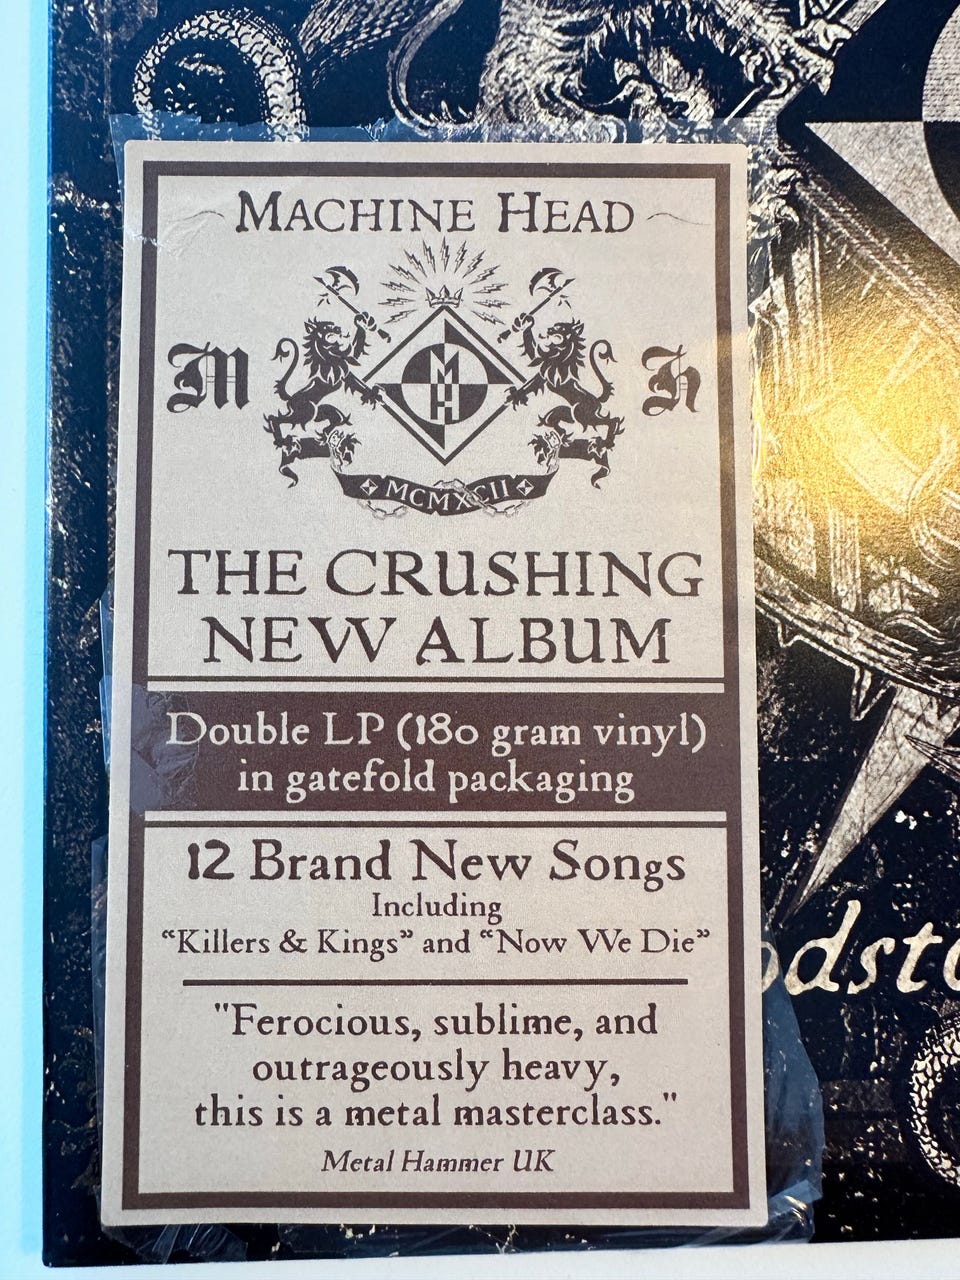 MACHINE HEAD
M h
M
H
MCMXCII
THE CRUSHING
NEW ALBUM
Double LP (180 gram vinyl)
in gatefold packaging
12 Brand New Songs
Including
“Killers & Kings” and “Now We Die”
"Ferocious, sublime, and
outrageously heavy,
this is a metal masterclass."
Metal Hammer UK